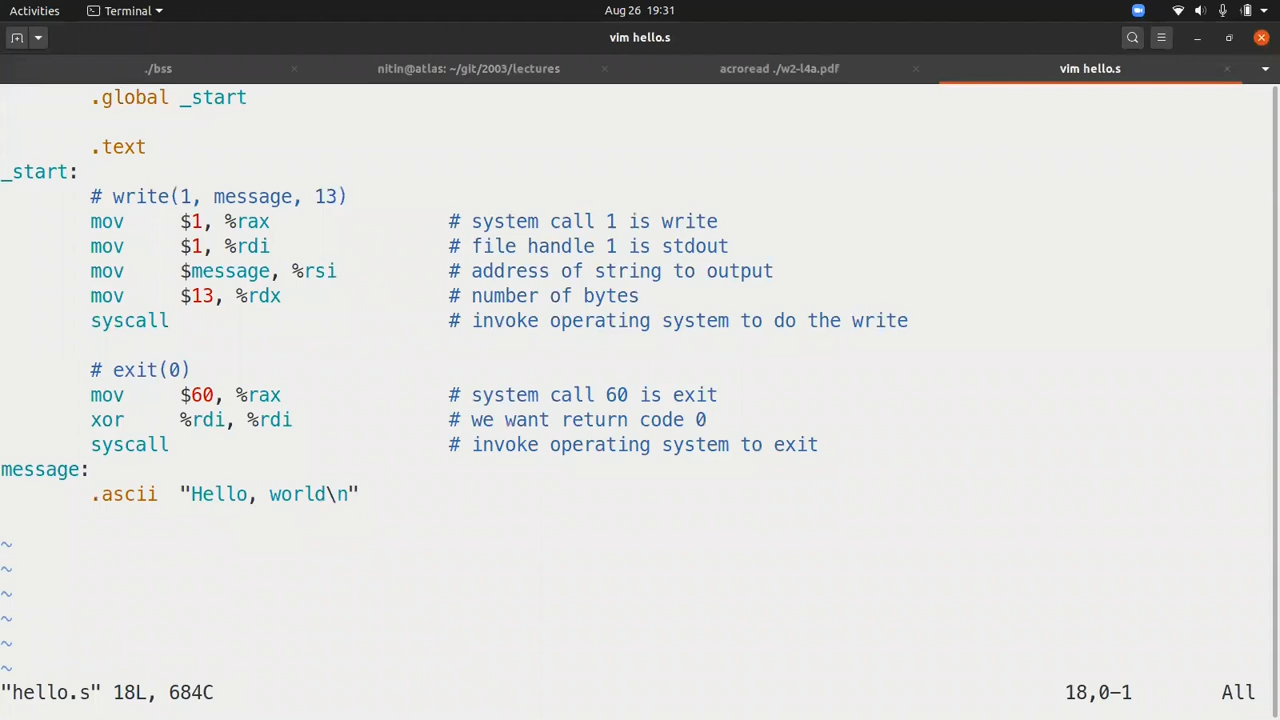 Activities Terminal Aug 26 19:31
vim hello.s
./bss nitin@atlas: ~/git/2003/lectures acroread ./w2-l4a.pdf vim hello.s
.global _start
.text
_start:
# write(1, message, 13)
mov $1, %rax # system call 1 is write
mov $1, %rdi # file handle 1 is stdout
mov $message, %rsi # address of string to output
mov $13, %rdx # number of bytes
syscall # invoke operating system to do the write
# exit(0)
mov $60, %rax # system call 60 is exit
xor %rdi, %rdi # we want return code 0
syscall # invoke operating system to exit
message:
.ascii "Hello, world\n"
~
~
~
~
~
~
"hello.s" 18L, 684C 18,0-1 All